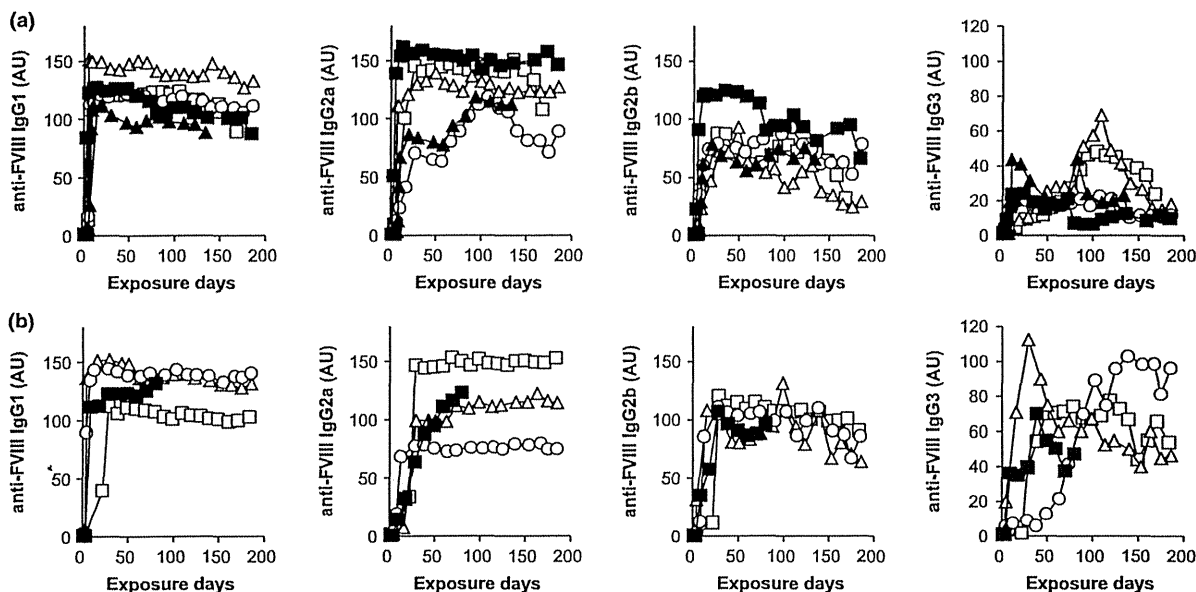 (a)
anti-FVIII IgG1 (AU)
150
100
50
0
0 50 100 150 200
Exposure days
anti-FVIII IgG2a (AU)
150
100
50
0
0 50 100 150 200
Exposure days
anti-FVIII IgG2b (AU)
150
100
50
0
0 50 100 150 200
Exposure days
anti-FVIII IgG3 (AU)
120
100
80
60
40
20
0
0 50 100 150 200
Exposure days
(b)
anti-FVIII IgG1 (AU)
150
100
50
0
0 50 100 150 200
Exposure days
anti-FVIII IgG2a (AU)
150
100
50
0
0 50 100 150 200
Exposure days
anti-FVIII IgG2b (AU)
150
100
50
0
0 50 100 150 200
Exposure days
anti-FVIII IgG3 (AU)
120
100
80
60
40
20
0
0 50 100 150 200
Exposure days